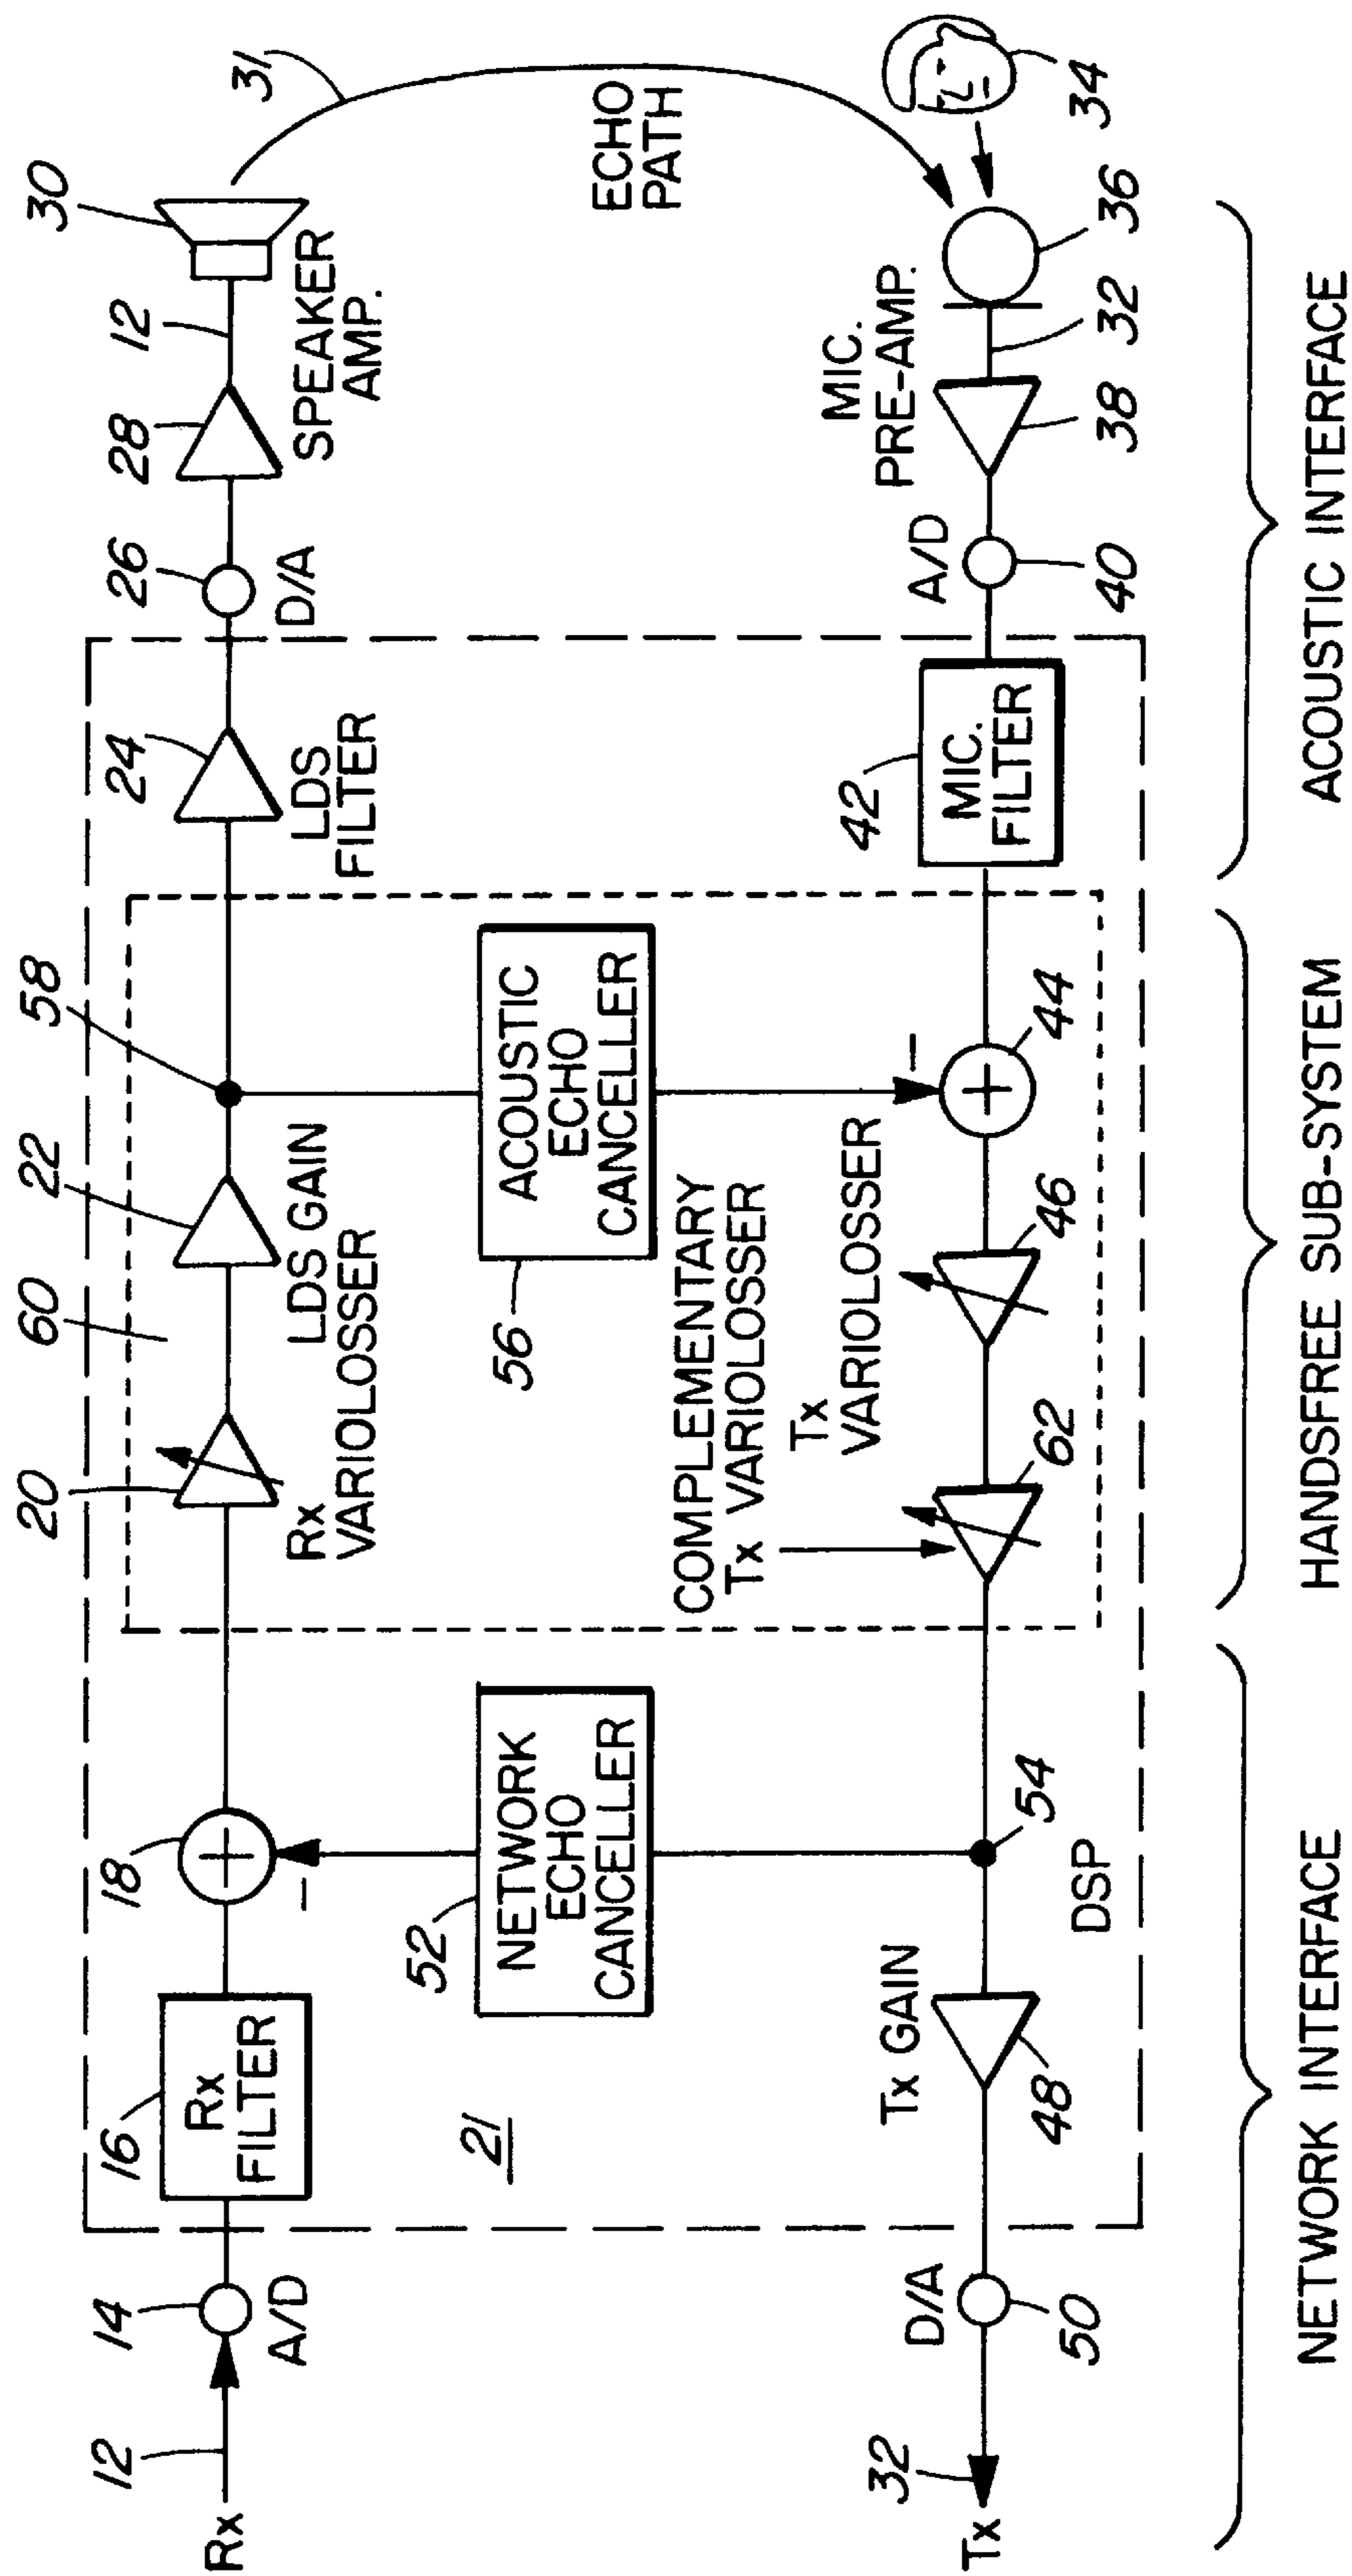 12
Rx
14
A/D
16
Rx
FILTER
18
–
20
Rx
VARIOLOSSER
60
22
LDS GAIN
58
24
LDS
FILTER
26
D/A
28
SPEAKER
AMP.
12
30
31
ECHO
PATH
21
52
NETWORK
ECHO
CANCELLER
56
ACOUSTIC
ECHO
CANCELLER
–
COMPLEMENTARY
Tx VARIOLOSSER
Tx
VARIOLOSSER
42
MIC.
FILTER
A/D
40
MIC.
PRE-AMP.
38
32
36
34
32
Tx
D/A
50
Tx GAIN
48
DSP
54
62
46
44
NETWORK INTERFACE
HANDSFREE SUB-SYSTEM
ACOUSTIC INTERFACE